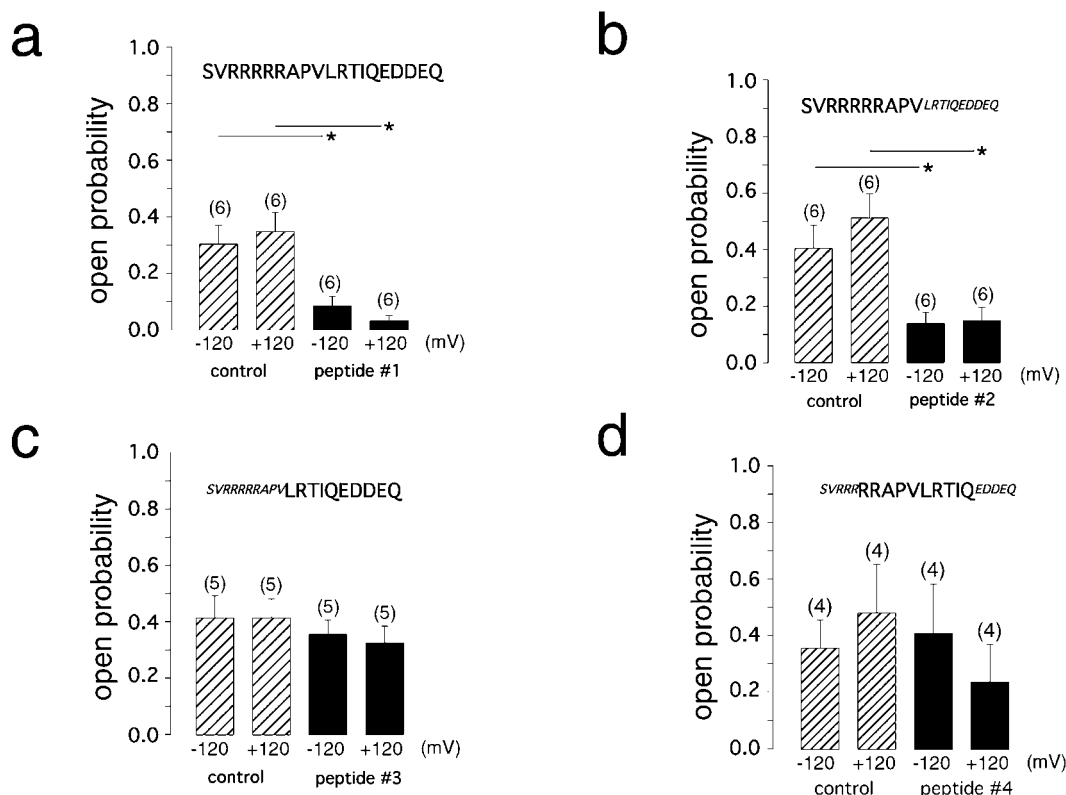 a
1.0
0.8
0.6
0.4
0.2
0.0
open probability
SVRRRRRAPVLRTIQEDDEQ
* *
(6) (6) (6) (6)
-120 +120 -120 +120 (mV)
control peptide #1
b
1.0
0.8
0.6
0.4
0.2
0.0
open probability
SVRRRRRAPVLRTIQEDDEQ
* *
(6) (6) (6) (6)
-120 +120 -120 +120 (mV)
control peptide #2
c
1.0
0.8
0.6
0.4
0.2
0.0
open probability
SVRRRRRAPVLRTIQEDDEQ
(5) (5) (5) (5)
-120 +120 -120 +120 (mV)
control peptide #3
d
1.0
0.8
0.6
0.4
0.2
0.0
open probability
SVRRRRRAPVLRTIQEDDEQ
(4) (4) (4) (4)
-120 +120 -120 +120 (mV)
control peptide #4